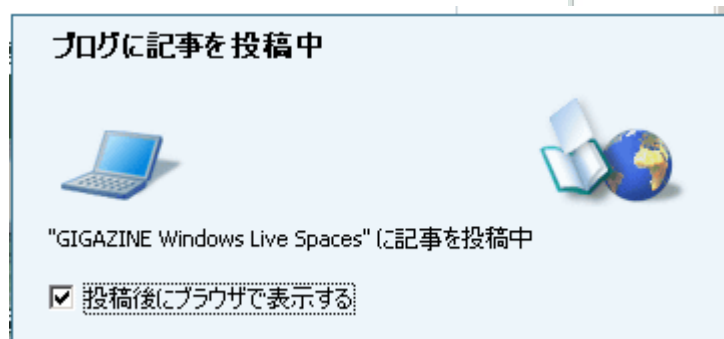 ブログに記事を投稿中
"GIGAZINE Windows Live Spaces" に記事を投稿中
投稿後にブラウザで表示する